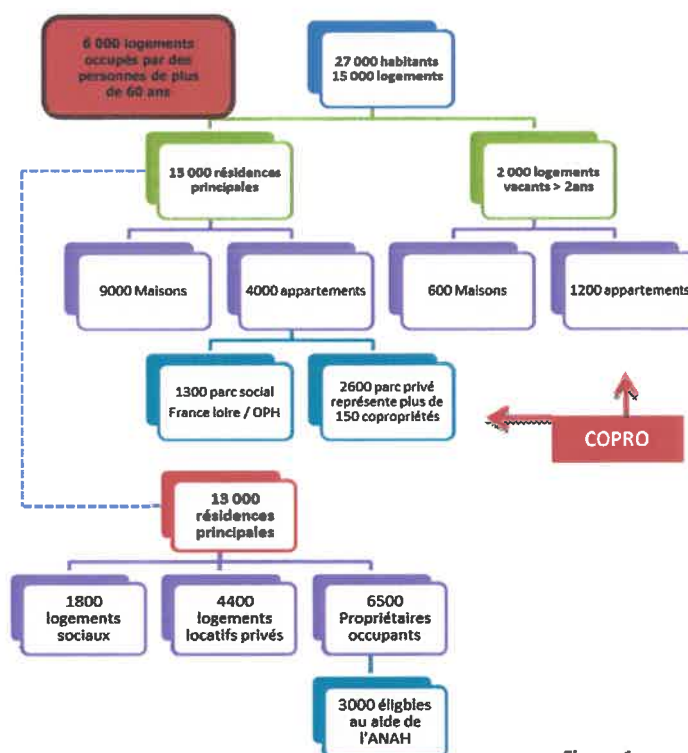 6 000 logements
occupés par des
personnes de plus
de 60 ans
27 000 habitants
15 000 logements
13 000 résidences
principales
2 000 logements
vacants > 2ans
9000 Maisons
4000 appartements
600 Maisons
1200 appartements
1300 parc social
France loire / OPH
2600 parc privé
représente plus de
150 copropriétés
COPRO
13 000
résidences
principales
1800
logements
sociaux
4400
logements
locatifs privés
6500
Propriétaires
occupants
3000 éligbles
au aide de
l'ANAH